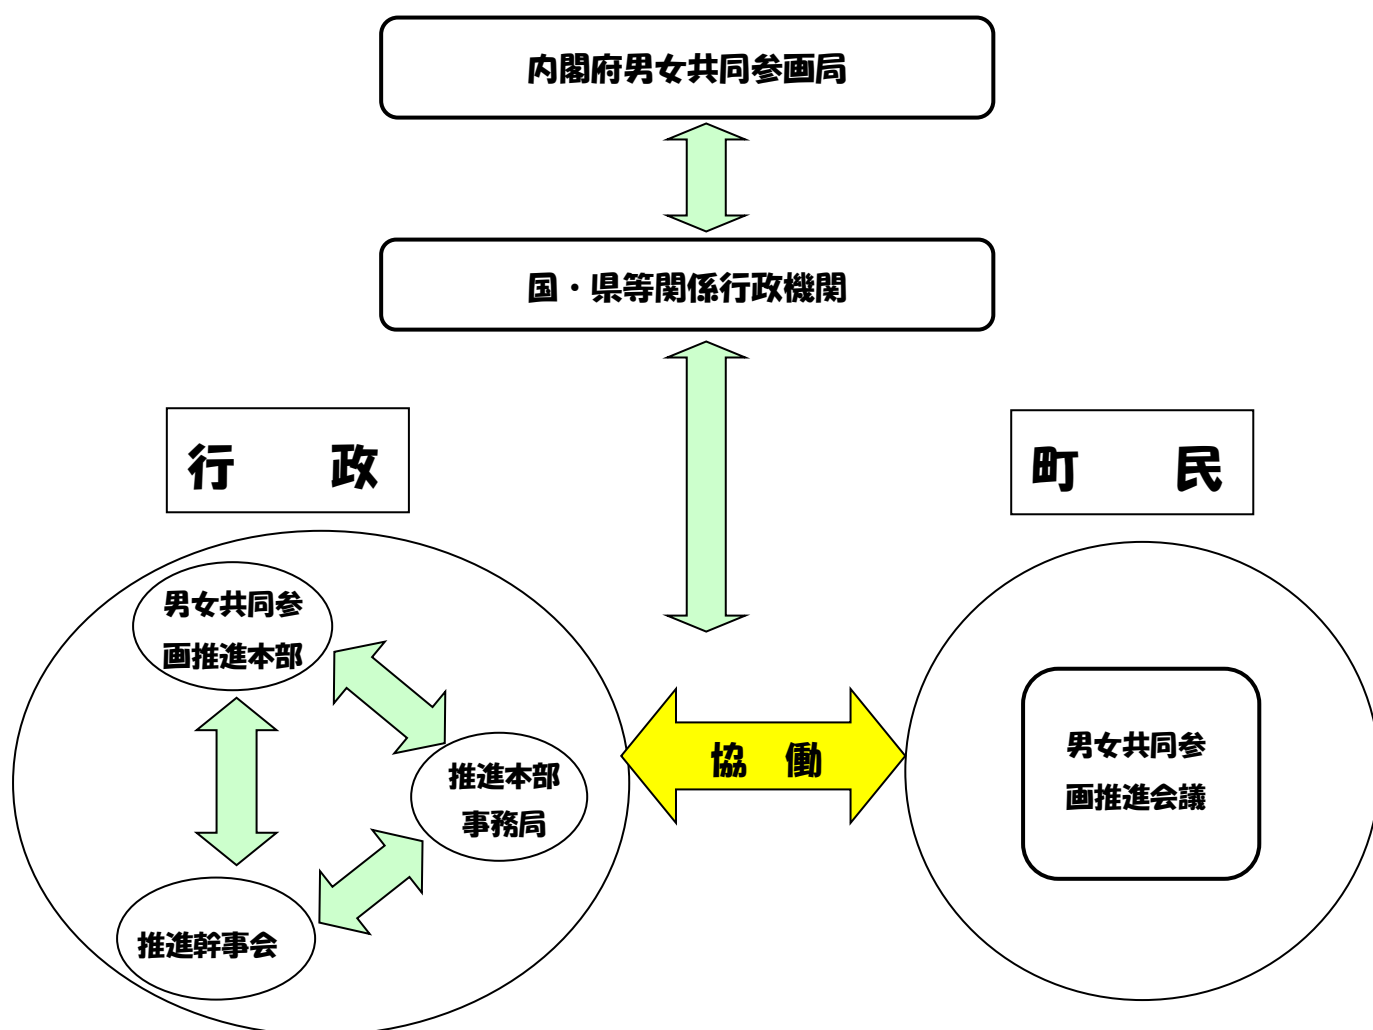 内閣府男女共同参画局
国・県等関係行政機関
行　政
町　民
男女共同参
画推進本部
推進本部
事務局
推進幹事会
協　働
男女共同参
画推進会議